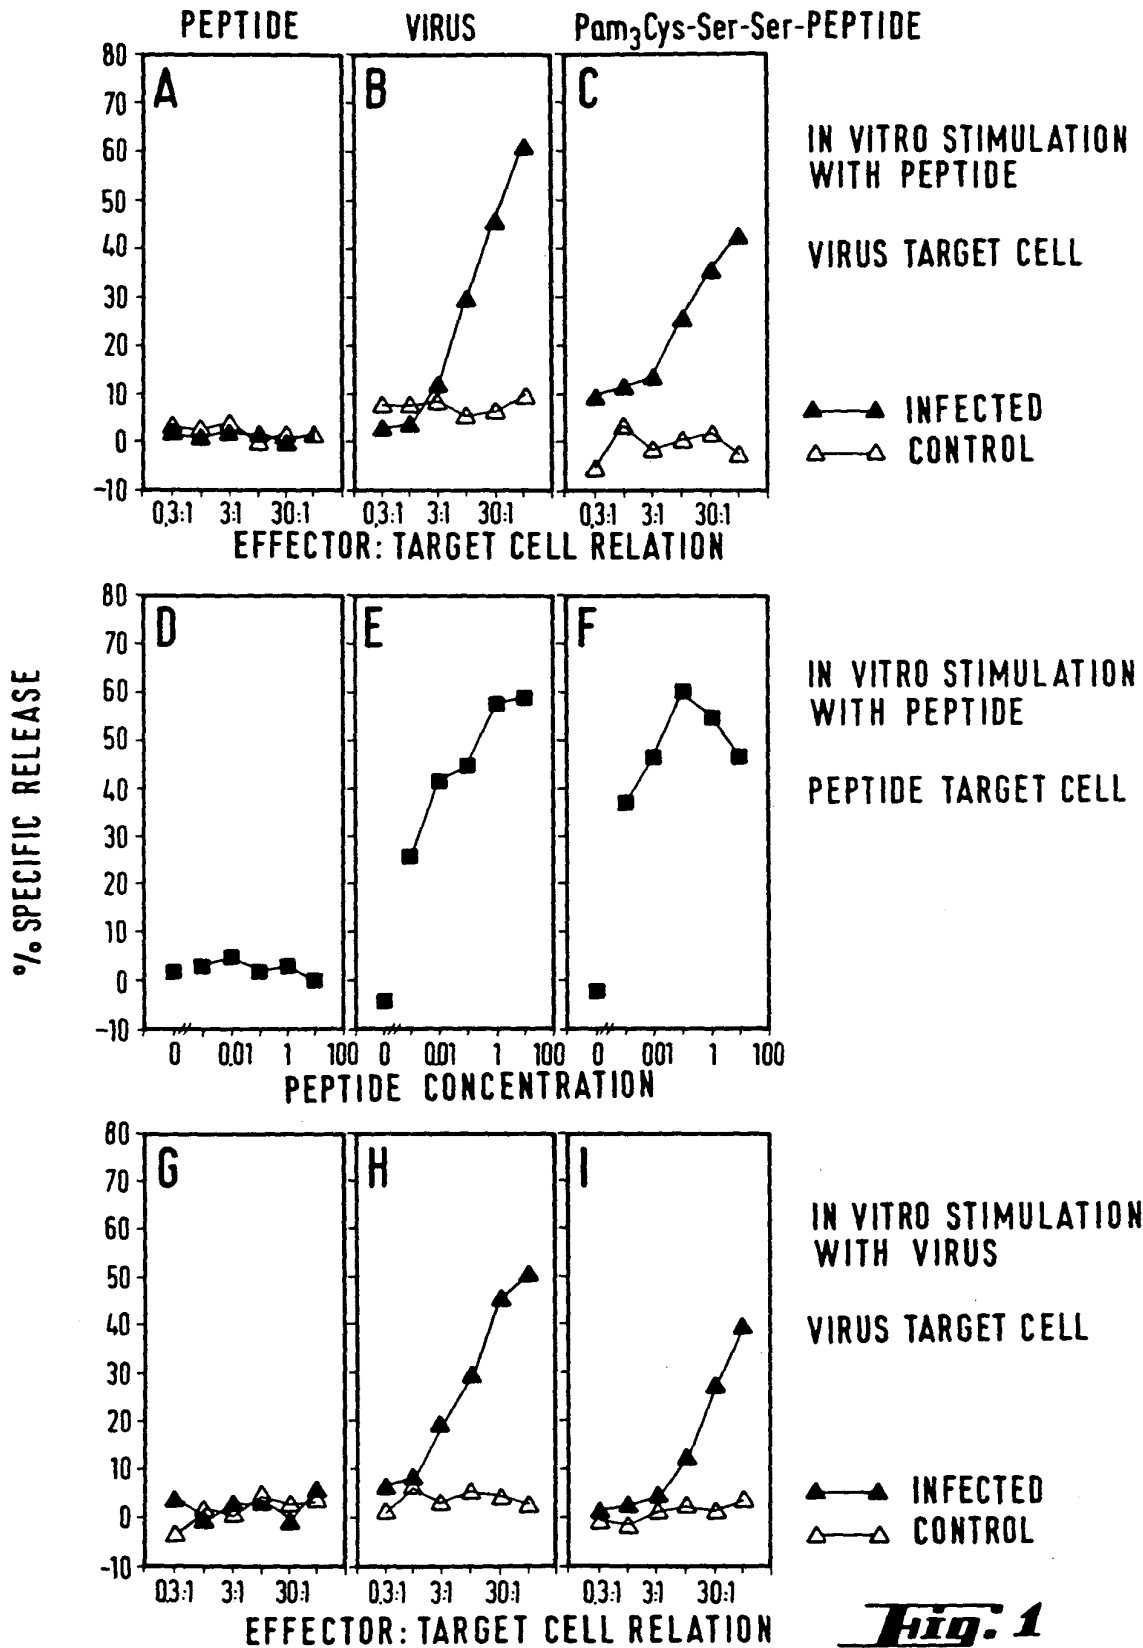 PEPTIDE VIRUS Pam3Cys-Ser-Ser-PEPTIDE
80
70
60
50
40
30
20
10
0
-10
A B C
IN VITRO STIMULATION
WITH PEPTIDE
VIRUS TARGET CELL
INFECTED
CONTROL
0,3:1 3:1 30:1 0,3:1 3:1 30:1 0,3:1 3:1 30:1
EFFECTOR: TARGET CELL RELATION
% SPECIFIC RELEASE
80
70
60
50
40
30
20
10
0
-10
D E F
IN VITRO STIMULATION
WITH PEPTIDE
PEPTIDE TARGET CELL
0 0.01 1 100 0 0.01 1 100 0 001 1 100
PEPTIDE CONCENTRATION
80
70
60
50
40
30
20
10
0
-10
G H I
IN VITRO STIMULATION
WITH VIRUS
VIRUS TARGET CELL
INFECTED
CONTROL
0,3:1 3:1 30:1 0,3:1 3:1 30:1 0,3:1 3:1 30:1
EFFECTOR: TARGET CELL RELATION
Fig. 1